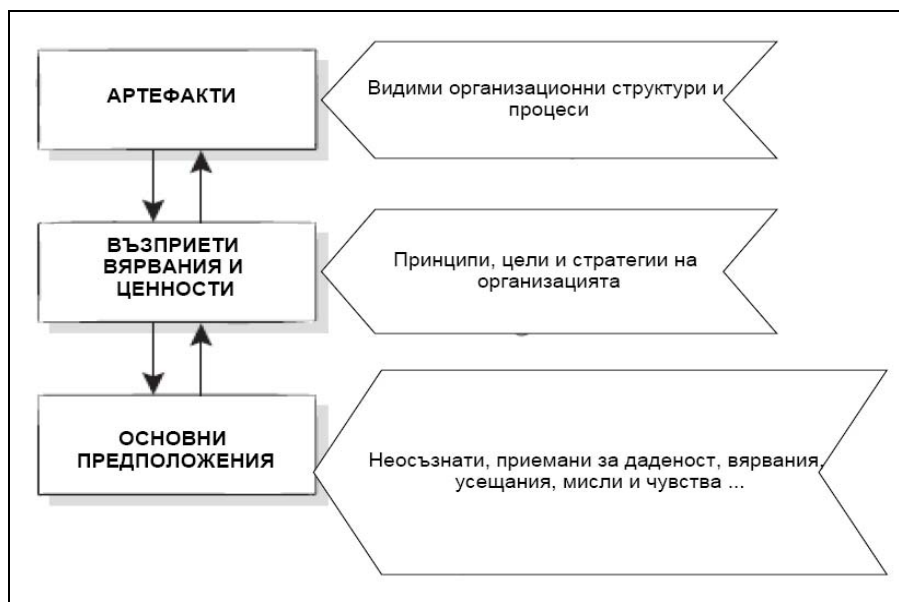 АРТЕФАКТИ
Видими организационни структури и
процеси
ВЪЗПРИЕТИ
ВЯРВАНИЯ И
ЦЕННОСТИ
Принципи, цели и стратегии на
организацията
ОСНОВНИ
ПРЕДПОЛОЖЕНИЯ
Неосъзнати, приемани за даденост, вярвания,
усещания, мисли и чувства ...